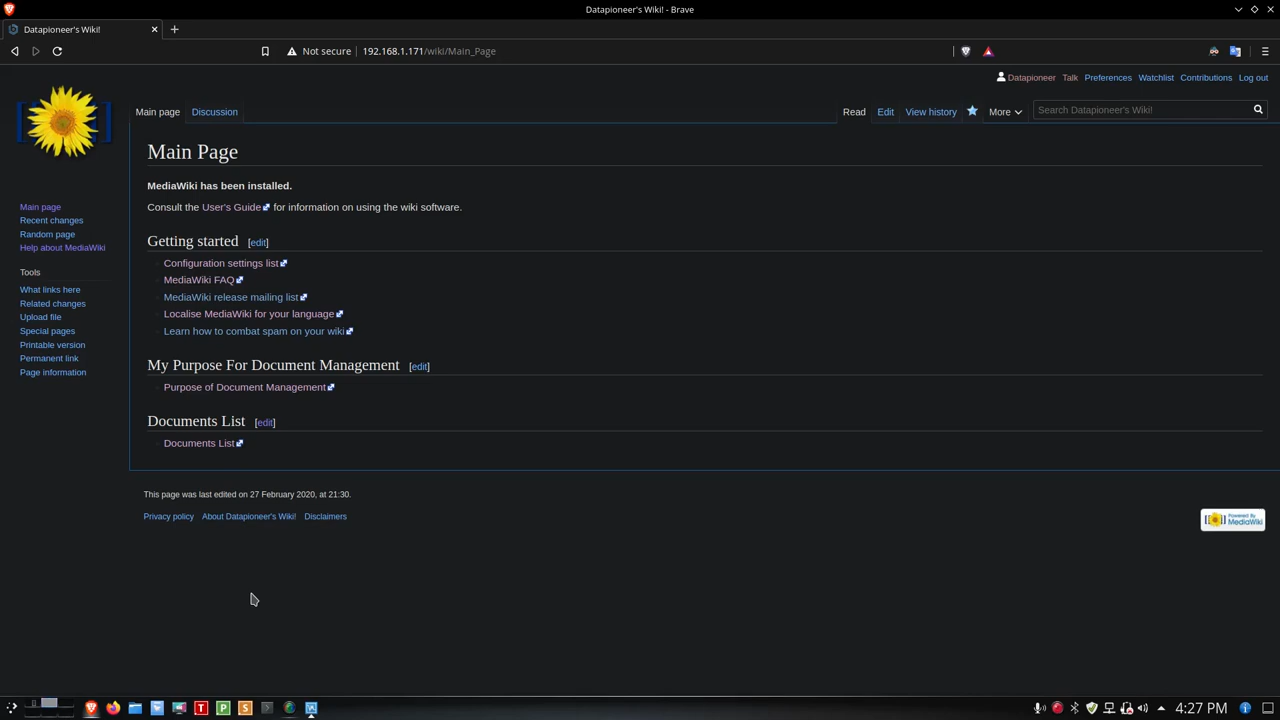 Datapioneer's Wiki! - Brave
Datapioneer's Wiki!
Not secure 192.168.1.171/wiki/Main_Page
Datapioneer Talk Preferences Watchlist Contributions Log out
Main page Discussion Read Edit View history More Search Datapioneer's Wiki!
Main Page
MediaWiki has been installed.
Consult the User's Guide for information on using the wiki software.
Main page
Recent changes
Random page
Help about MediaWiki
Tools
What links here
Related changes
Upload file
Special pages
Printable version
Permanent link
Page information
Getting started [edit]
Configuration settings list
MediaWiki FAQ
MediaWiki release mailing list
Localise MediaWiki for your language
Learn how to combat spam on your wiki
My Purpose For Document Management [edit]
Purpose of Document Management
Documents List [edit]
Documents List
This page was last edited on 27 February 2020, at 21:30.
Privacy policy About Datapioneer's Wiki! Disclaimers
Powered By
MediaWiki
T P S
4:27 PM